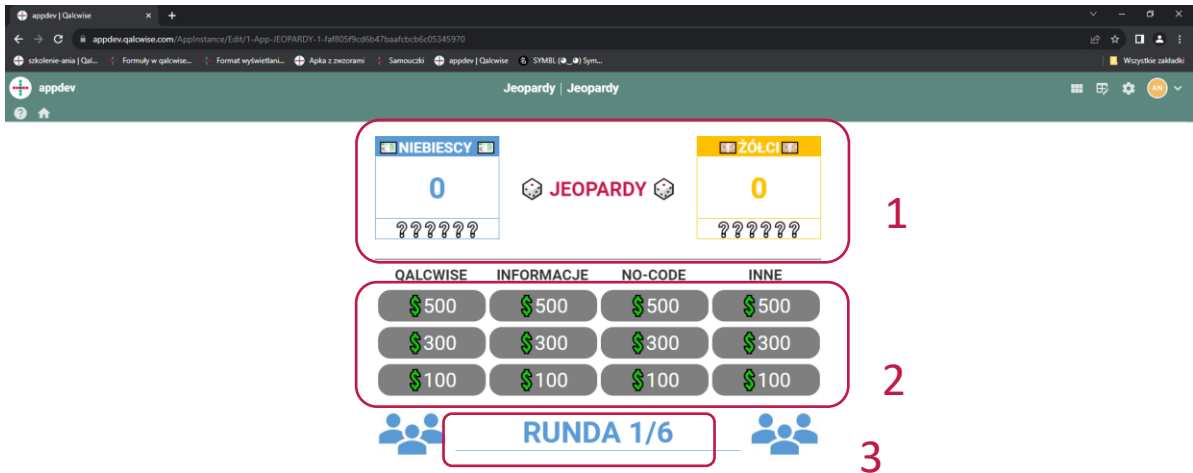 appdev | Qalcwise
appdev.qalcwise.com/AppInstance/Edit/1-App-JEOPARDY-1-faf805f9cd6b47baafcbcb6c05345970
szkolenie-ania | Qal... Formuły w qalcwise... Format wyświetlani... Apka z zwzorami Samouczki appdev | Qalcwise SYMBL (◕‿◕) Sym... Wszystkie zakładki
appdev Jeopardy | Jeopardy AN
NIEBIESCY ŻÓŁCI
0 JEOPARDY 0
?????? ??????
1
QALCWISE INFORMACJE NO-CODE INNE
$500 $500 $500 $500
$300 $300 $300 $300
$100 $100 $100 $100
2
RUNDA 1/6
3